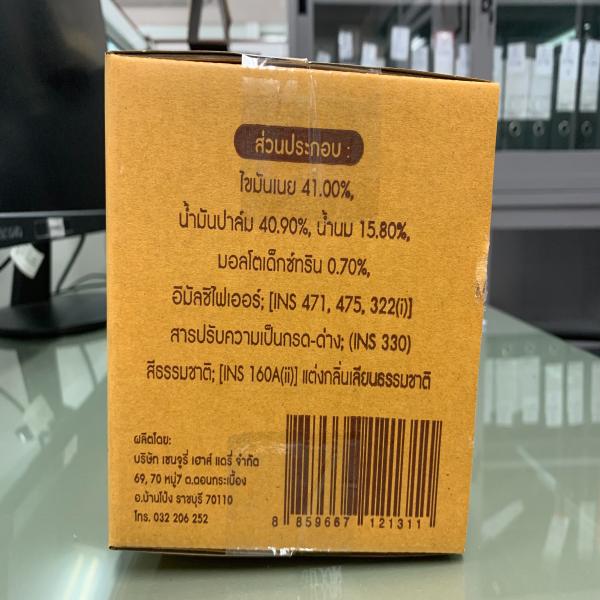 ส่วนประกอบ :
ไขมันเนย 41.00%,
น้ำมันปาล์ม 40.90%, น้ำนม 15.80%,
มอลโตเด็กซ์ทริน 0.70%,
อิมัลซิไฟเออร์; [INS 471, 475, 322(i)]
สารปรับความเป็นกรด-ด่าง; (INS 330)
สีธรรมชาติ; [INS 160A(ii)] แต่งกลิ่นเลียนธรรมชาติ
ผลิตโดย:
บริษัท เซนจูรี่ เฮาส์ แดรี่ จำกัด
69, 70 หมู่7 ต.ดอนกระเบื้อง
อ.บ้านโป่ง ราชบุรี 70110
โทร. 032 206 252
8 859667 121311